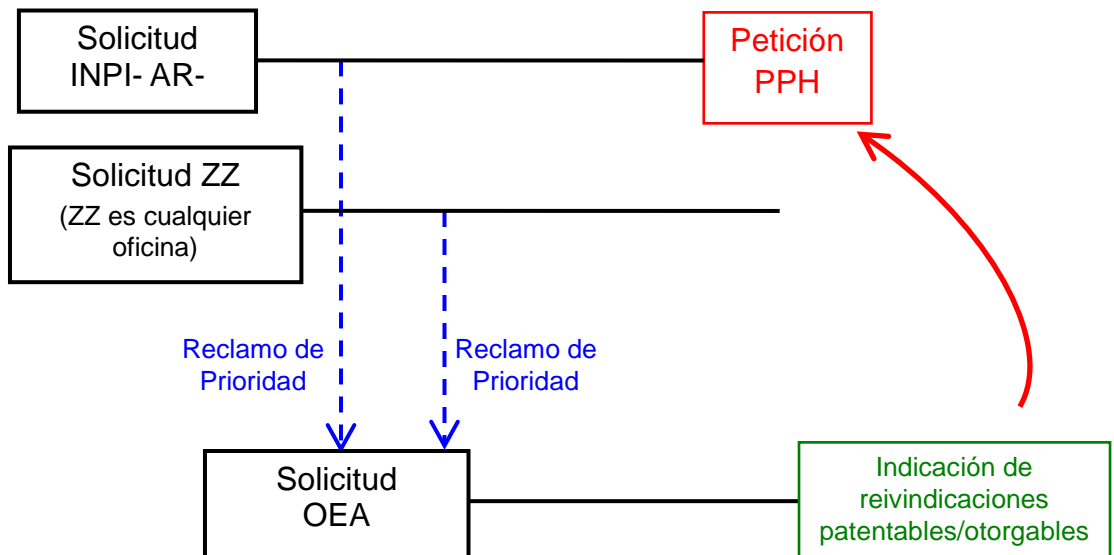 Solicitud
INPI- AR-
Petición
PPH
Solicitud ZZ
(ZZ es cualquier
oficina)
Reclamo de
Prioridad
Reclamo de
Prioridad
Solicitud
OEA
Indicación de
reivindicaciones
patentables/otorgables